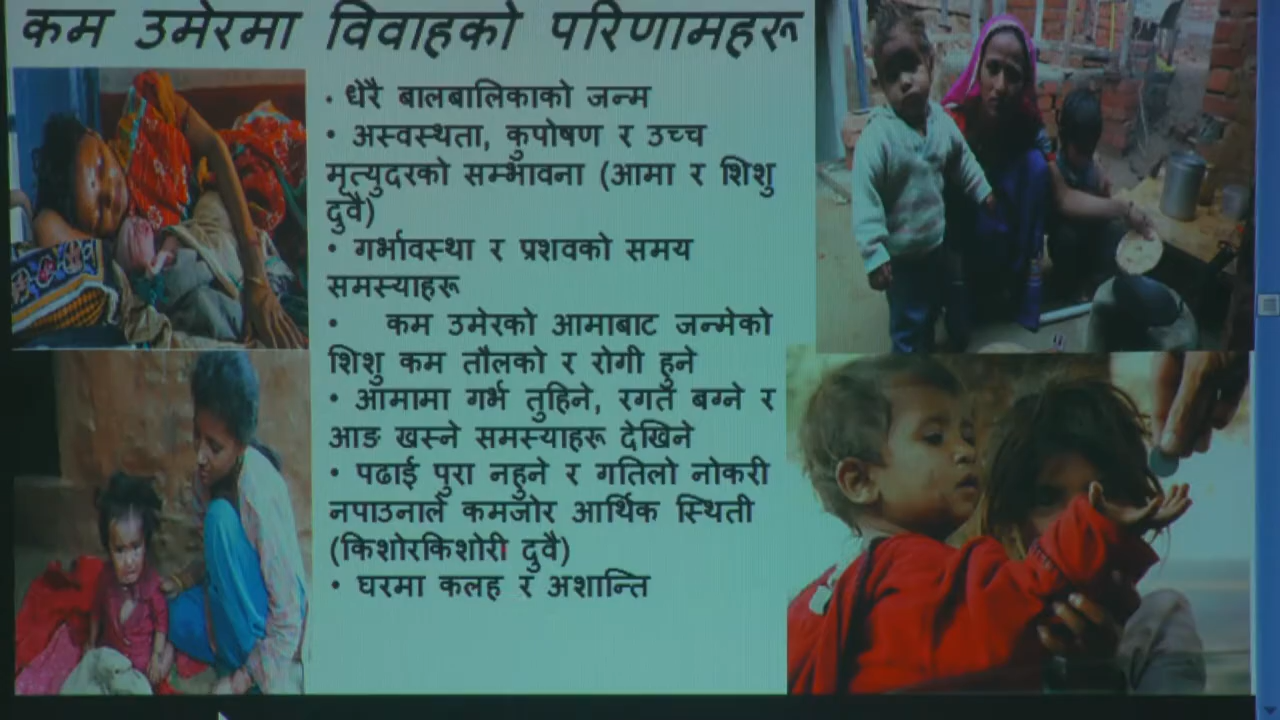 कम उमेरमा विवाहको परिणामहरू
• धेरै बालबालिकाको जन्म
• अस्वस्थता, कुपोषण र उच्च
मृत्युदरको सम्भावना (आमा र शिशु
दुवै)
• गर्भावस्था र प्रशवको समय
समस्याहरू
• कम उमेरको आमाबाट जन्मेको
शिशु कम तौलको र रोगी हुने
• आमामा गर्भ तुहिने, रगत बग्ने र
आङ खस्ने समस्याहरू देखिने
• पढाई पुरा नहुने र गतिलो नोकरी
नपाउनाले कमजोर आर्थिक स्थिती
(किशोरकिशोरी दुवै)
• घरमा कलह र अशान्ति